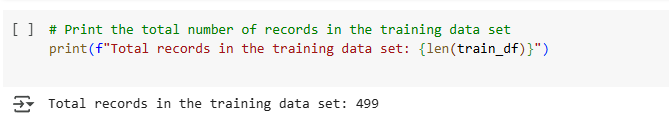 [ ] # Print the total number of records in the training data set
print(f"Total records in the training data set: {len(train_df)}")
Total records in the training data set: 499